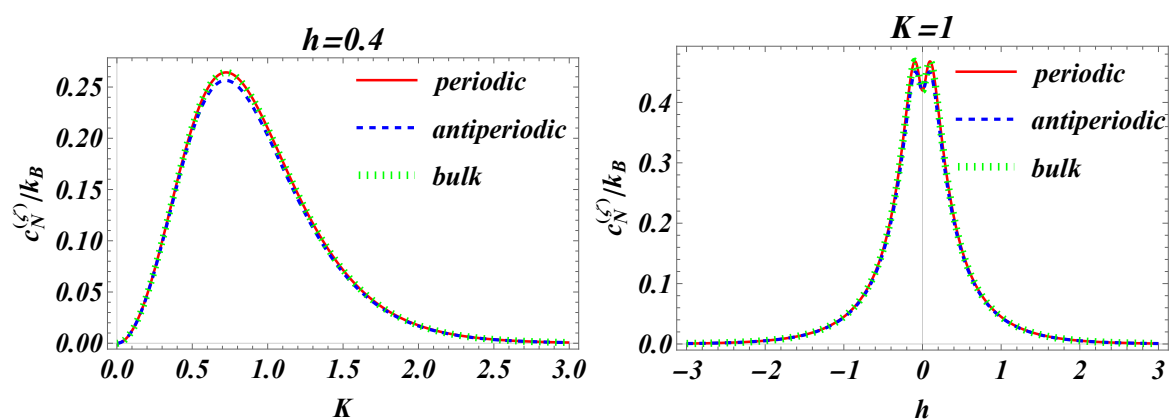 h=0.4
periodic
antiperiodic
bulk
c_N^(ζ)/k_B
0.25
0.20
0.15
0.10
0.05
0.00
0.0 0.5 1.0 1.5 2.0 2.5 3.0
K
K=1
periodic
antiperiodic
bulk
c_N^(ζ)/k_B
0.4
0.3
0.2
0.1
0.0
−3 −2 −1 0 1 2 3
h